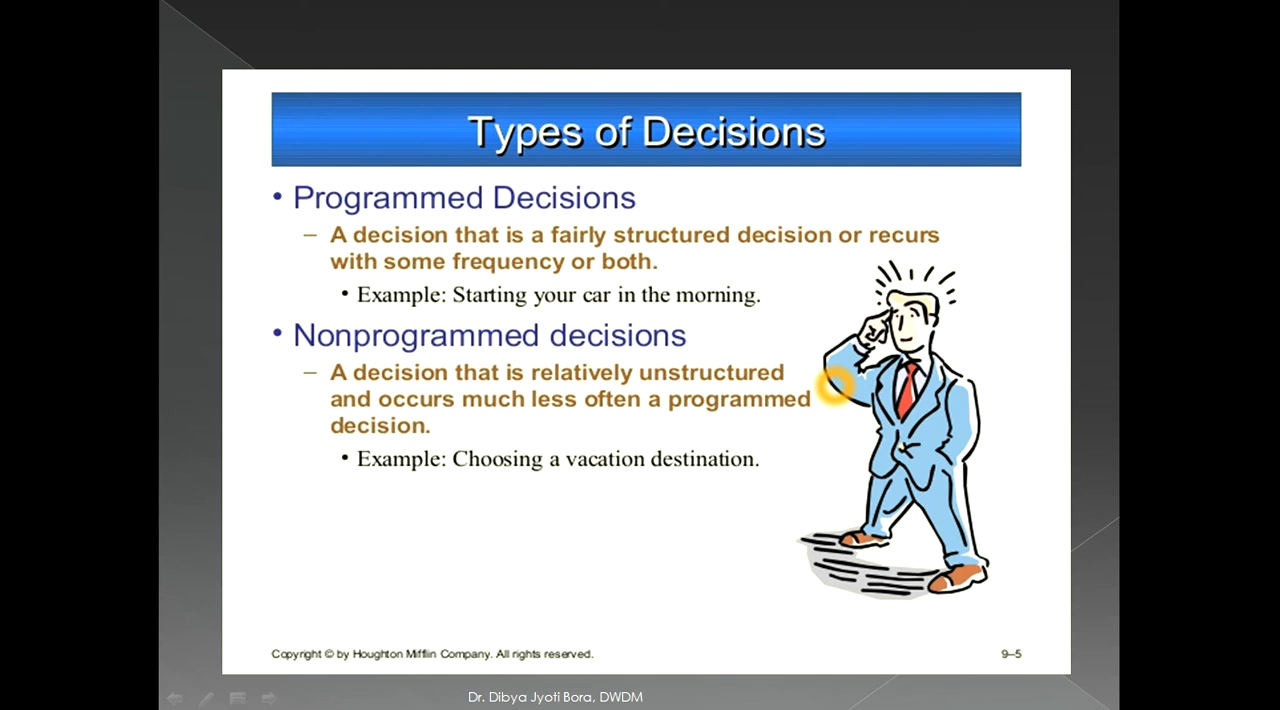 Types of Decisions
• Programmed Decisions
– A decision that is a fairly structured decision or recurs
with some frequency or both.
• Example: Starting your car in the morning.
• Nonprogrammed decisions
– A decision that is relatively unstructured
and occurs much less often a programmed
decision.
• Example: Choosing a vacation destination.
Copyright © by Houghton Mifflin Company. All rights reserved.
9–5
Dr. Dibya Jyoti Bora, DWDM